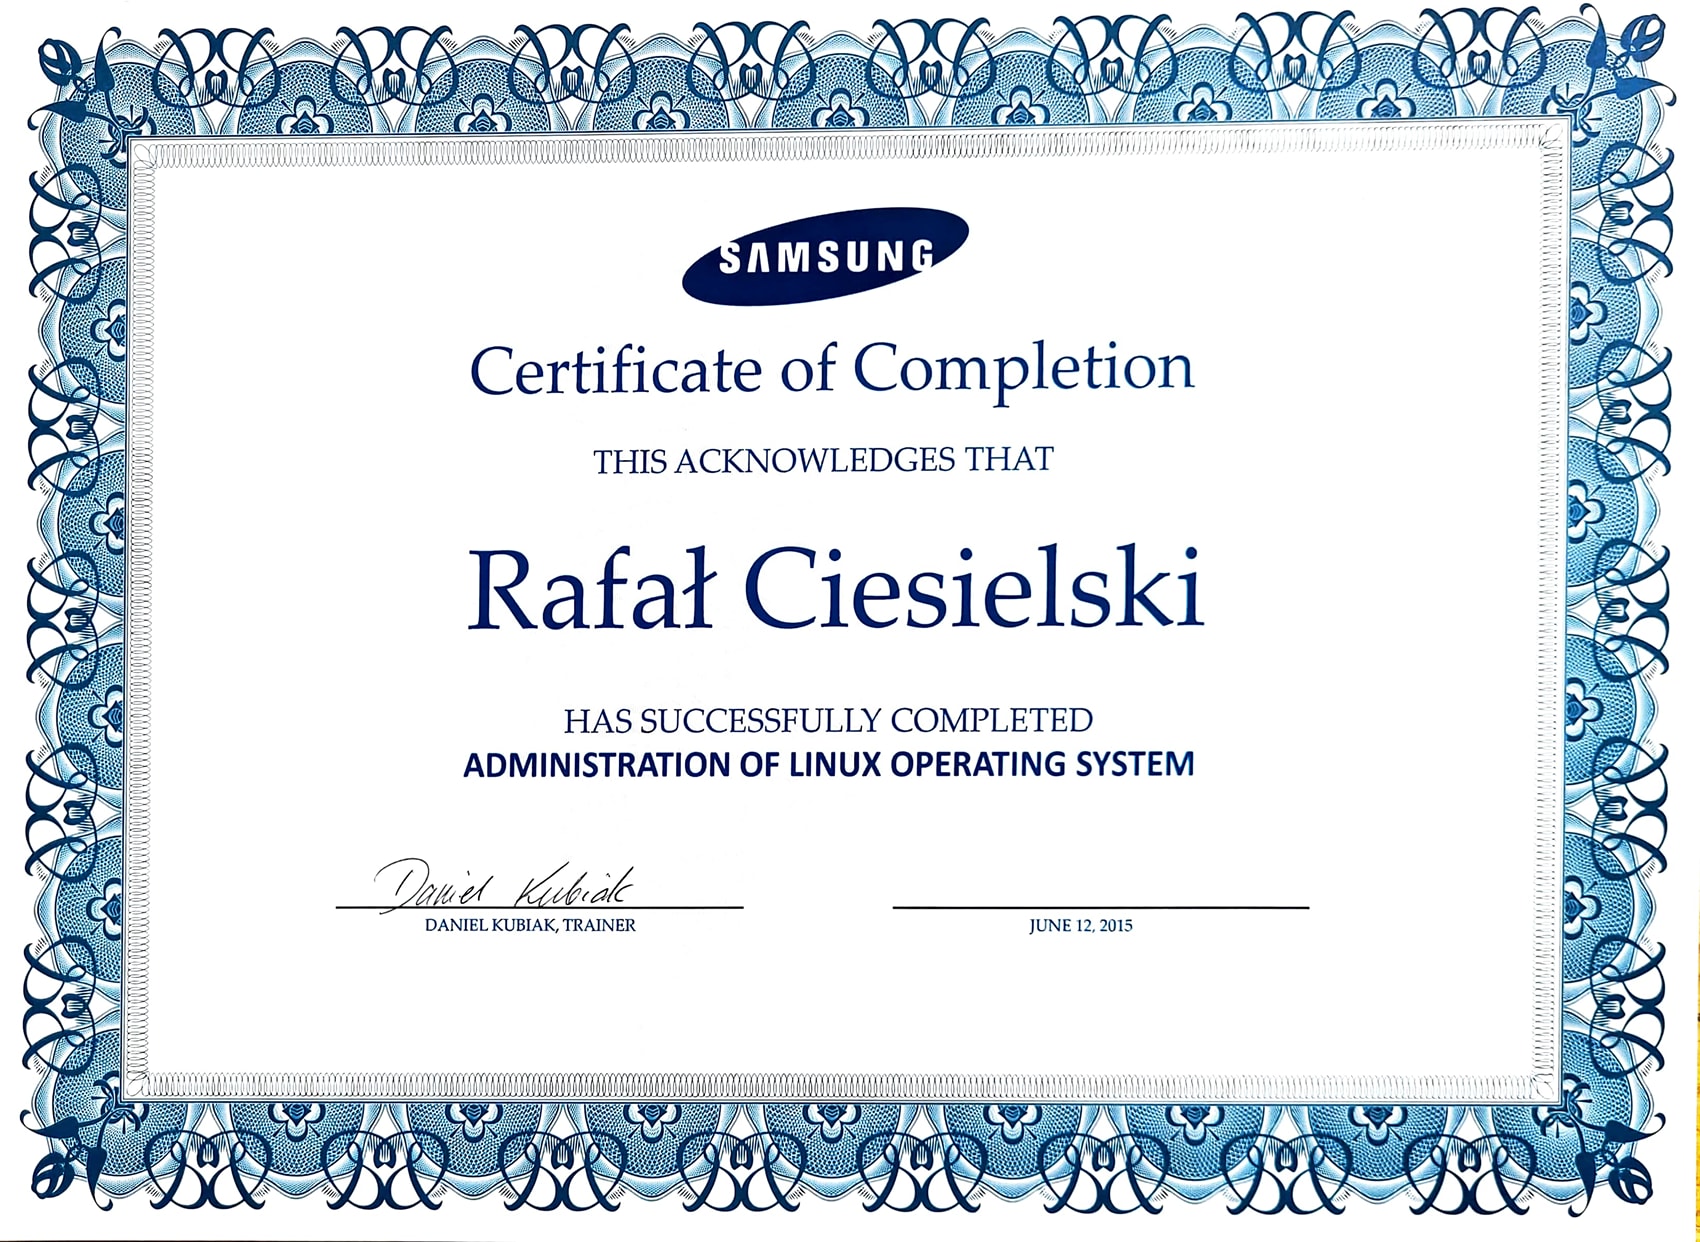 SAMSUNG
Certificate of Completion
THIS ACKNOWLEDGES THAT
Rafał Ciesielski
HAS SUCCESSFULLY COMPLETED
ADMINISTRATION OF LINUX OPERATING SYSTEM
Daniel Kubiak
DANIEL KUBIAK, TRAINER
JUNE 12, 2015